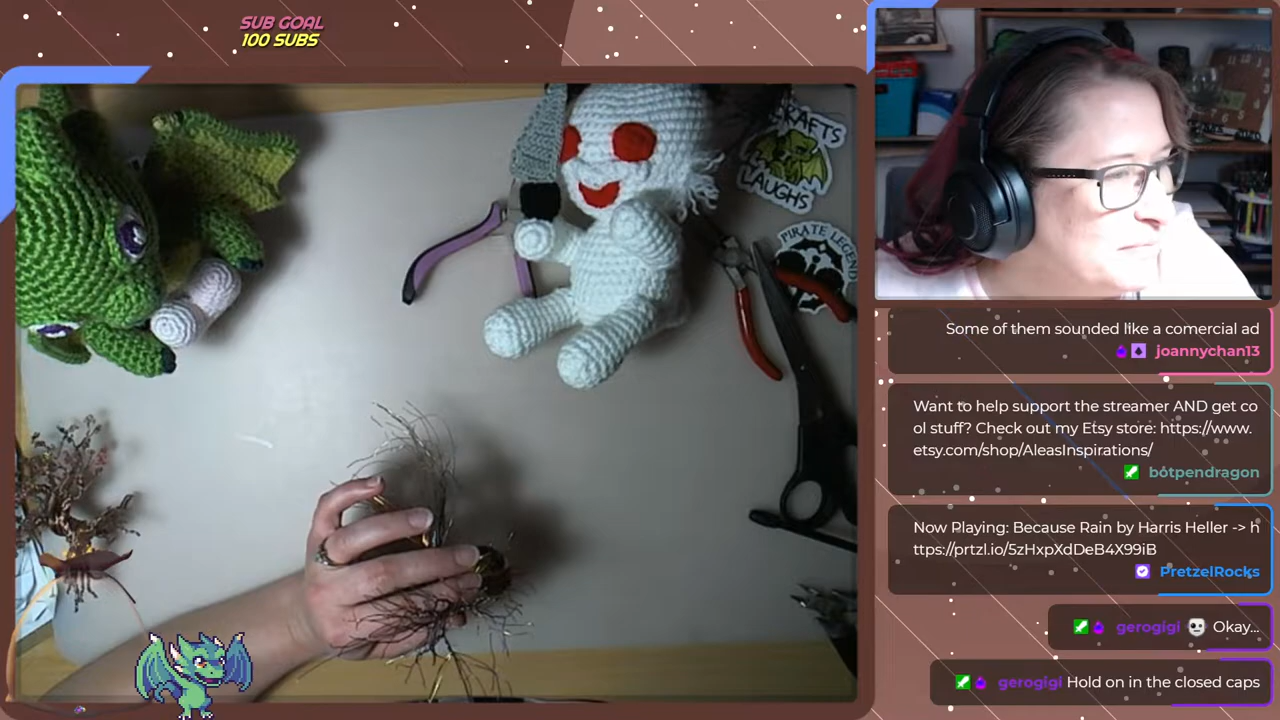 SUB GOAL
100 SUBS
CRAFTS
LAUGHS
PIRATE LEGEND
Some of them sounded like a comercial ad
joannychan13
Want to help support the streamer AND get co
ol stuff? Check out my Etsy store: https://www.
etsy.com/shop/AleasInspirations/
botpendragon
Now Playing: Because Rain by Harris Heller -> h
ttps://prtzl.io/5zHxpXdDeB4X99iB
PretzelRocks
gerogigi Okay...
gerogigi Hold on in the closed caps